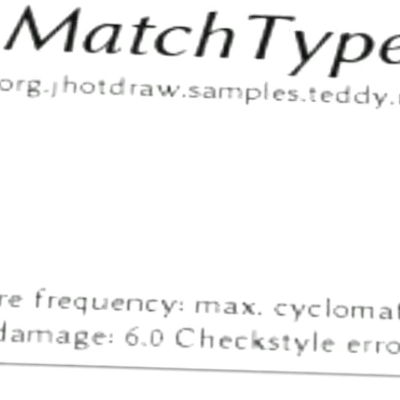 MatchType
org.jhotdraw.samples.teddy.
re frequency: max. cyclomat
damage: 6.0 Checkstyle erro